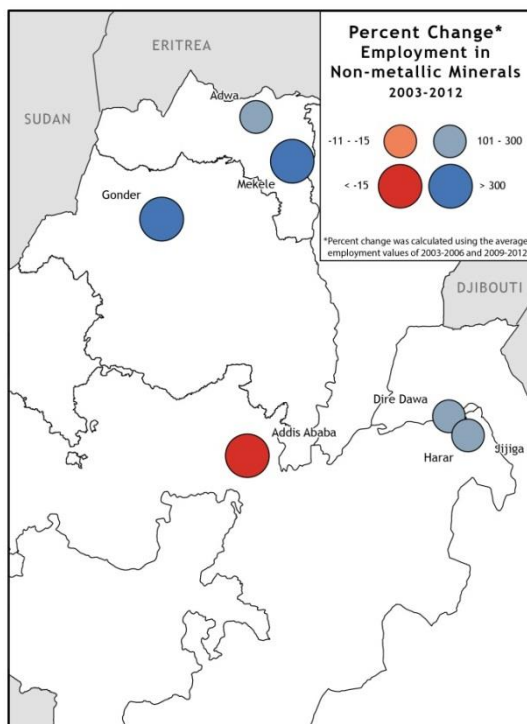 Percent Change*
Employment in
Non-metallic Minerals
2003-2012
-11 - -15
101 - 300
< -15
> 300
*Percent change was calculated using the average
employment values of 2003-2006 and 2009-2012
ERITREA
SUDAN
Adwa
Mekele
Gonder
DJIBOUTI
Dire Dawa
Addis Ababa
Harar
Jijiga